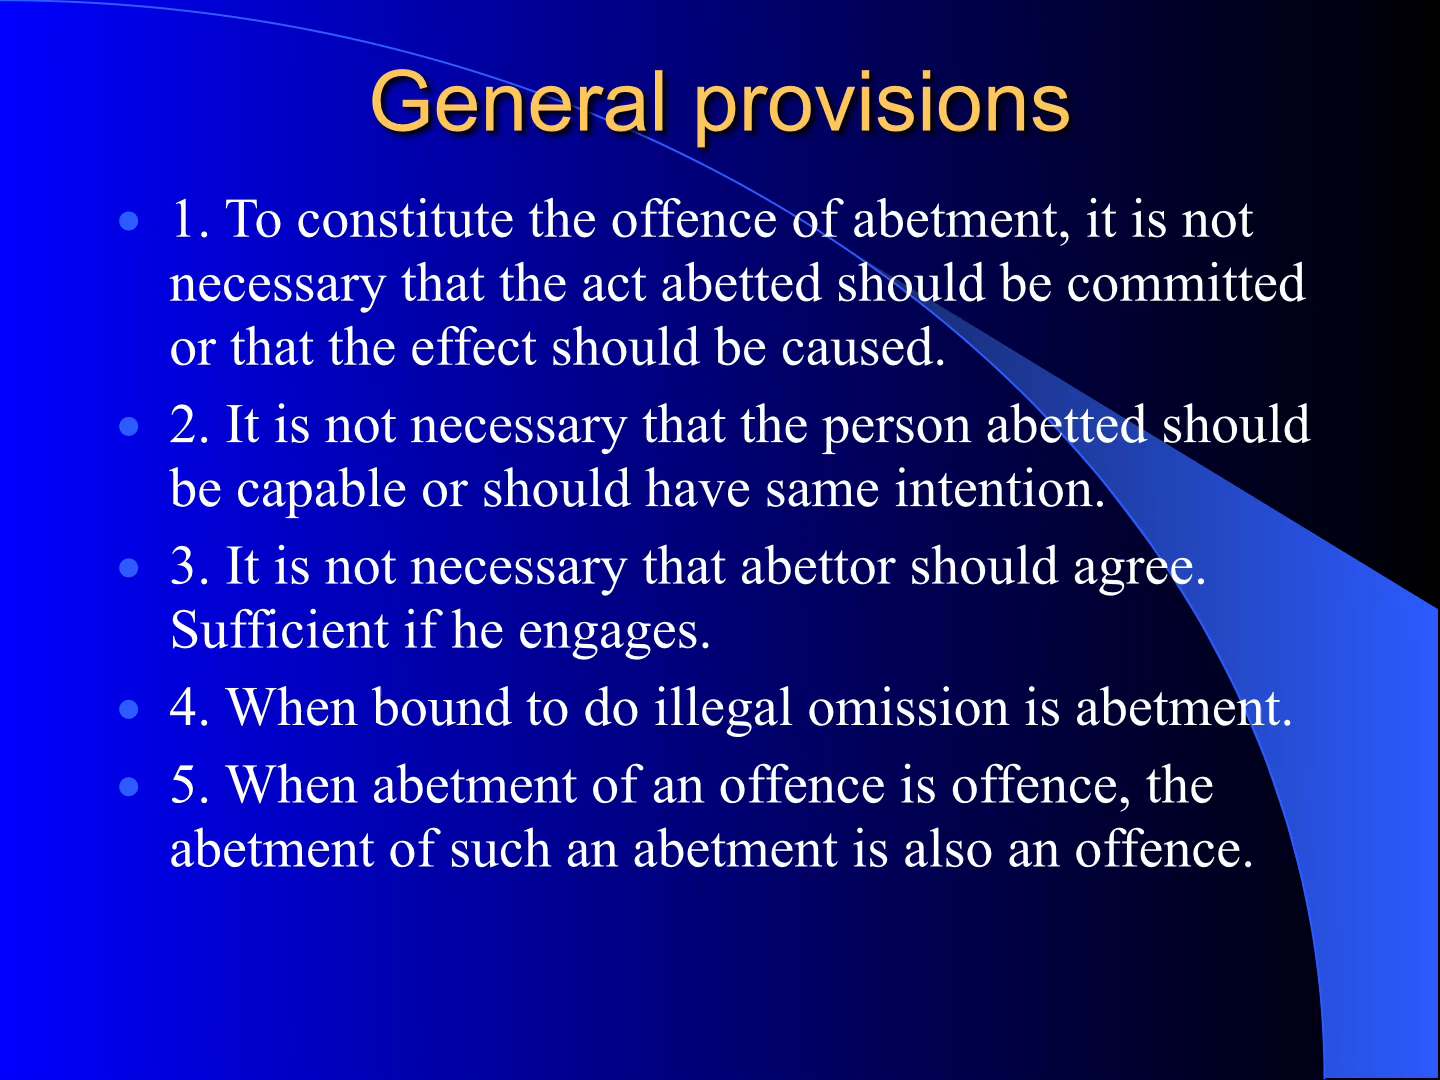 General provisions
1. To constitute the offence of abetment, it is not
necessary that the act abetted should be committed
or that the effect should be caused.
2. It is not necessary that the person abetted should
be capable or should have same intention.
3. It is not necessary that abettor should agree.
Sufficient if he engages.
4. When bound to do illegal omission is abetment.
5. When abetment of an offence is offence, the
abetment of such an abetment is also an offence.